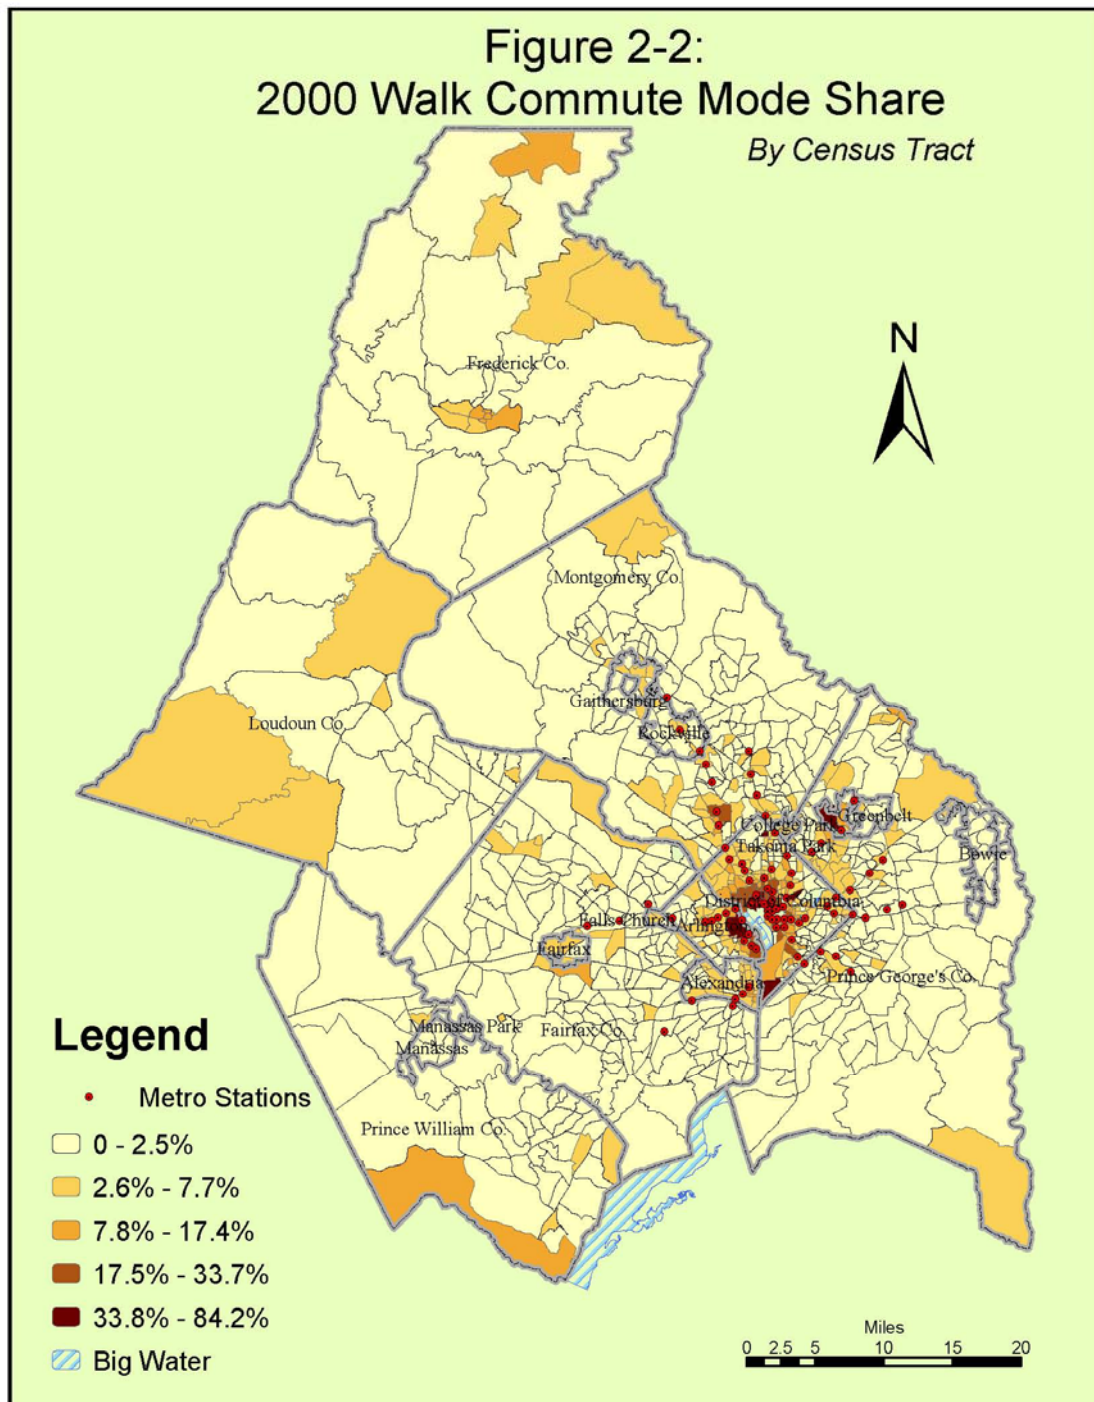 Figure 2-2:
2000 Walk Commute Mode Share
By Census Tract
N
Frederick Co.
Montgomery Co.
Gaithersburg
Loudoun Co.
Rockville
College Park
Greenbelt
Takoma Park
Bowie
District of Columbia
Falls Church
Arlington
Fairfax
Alexandria
Prince George's Co.
Manassas Park
Fairfax Co.
Manassas
Prince William Co.
Legend
Metro Stations
0 - 2.5%
2.6% - 7.7%
7.8% - 17.4%
17.5% - 33.7%
33.8% - 84.2%
Big Water
Miles
0 2.5 5 10 15 20